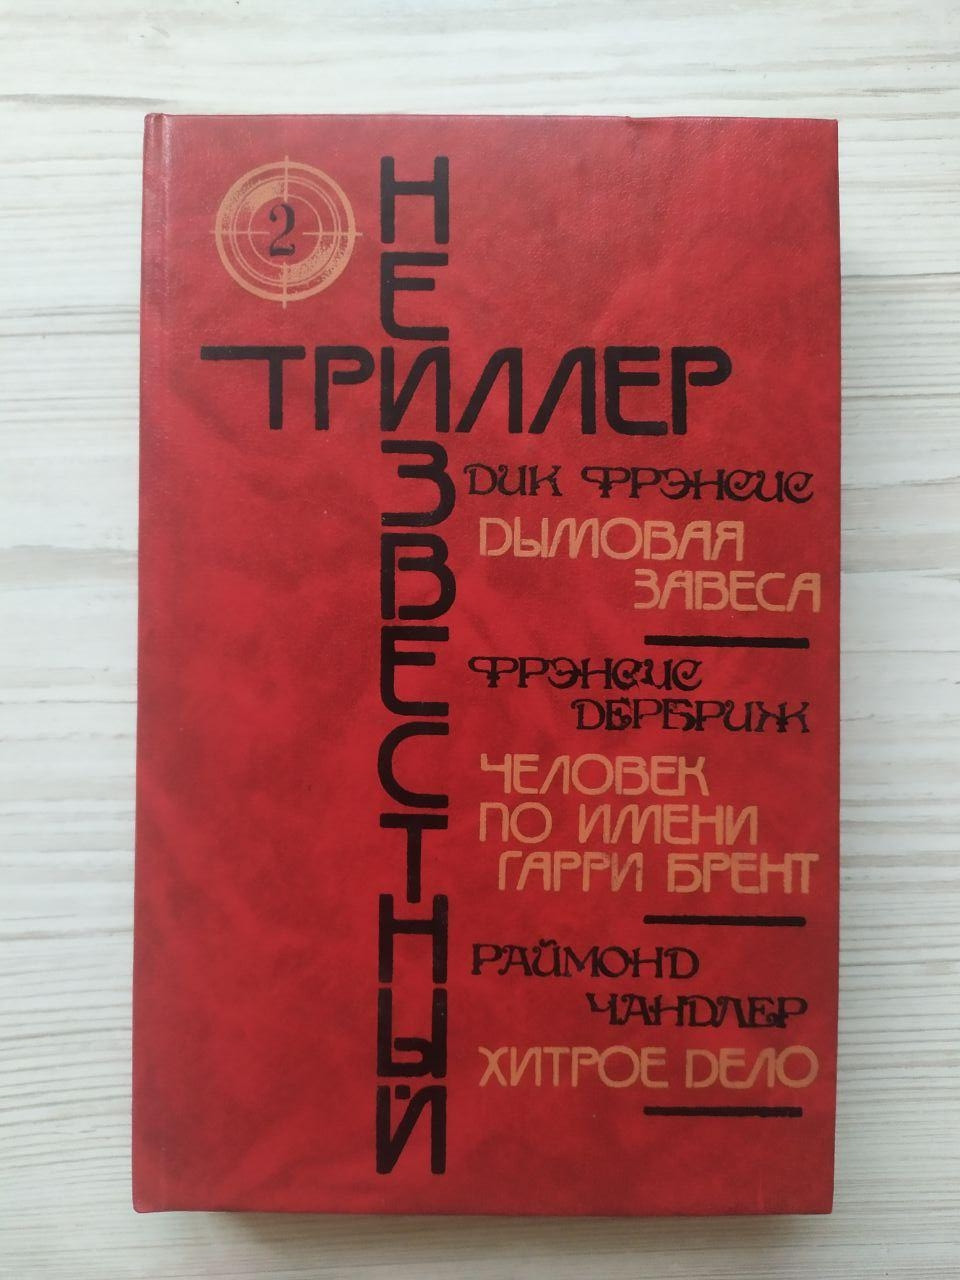 2
НЕИЗВЕСТНЫЙ
ТРИЛЛЕР
ДИК ФРЭНСИС
ДЫМОВАЯ
ЗАВЕСА
ФРЭНСИС
ДЕРБРИЖ
ЧЕЛОВЕК
ПО ИМЕНИ
ГАРРИ БРЕНТ
РАЙМОНД
ЧАНДЛЕР
ХИТРОЕ ДЕЛО